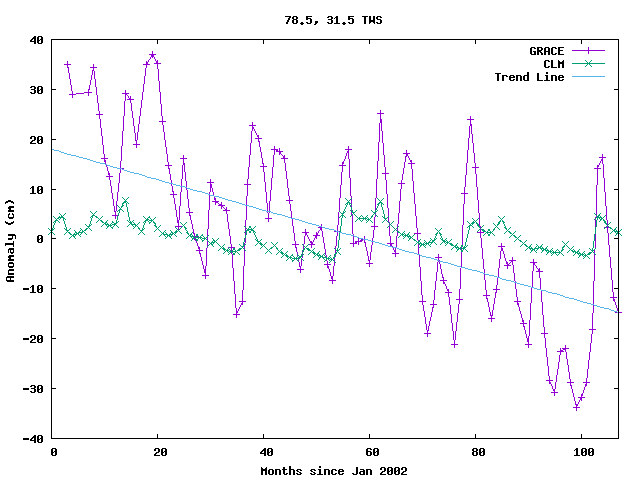 78.5, 31.5 TWS
GRACE
CLM
Trend Line
40
30
20
10
0
-10
-20
-30
-40
Anomaly (cm)
0 20 40 60 80 100
Months since Jan 2002